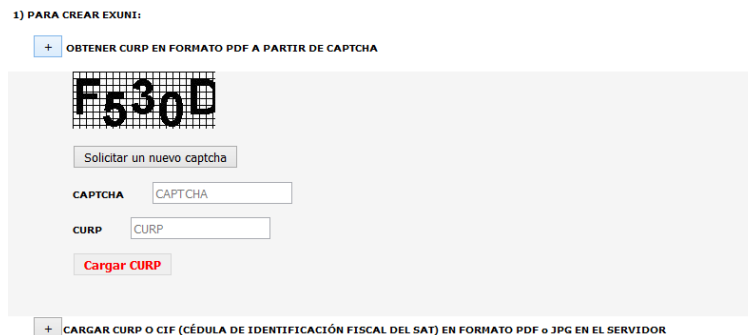 1) PARA CREAR EXUNI:
+ OBTENER CURP EN FORMATO PDF A PARTIR DE CAPTCHA
F530D
Solicitar un nuevo captcha
CAPTCHA CAPTCHA
CURP CURP
Cargar CURP
+ CARGAR CURP O CIF (CÉDULA DE IDENTIFICACIÓN FISCAL DEL SAT) EN FORMATO PDF o JPG EN EL SERVIDOR